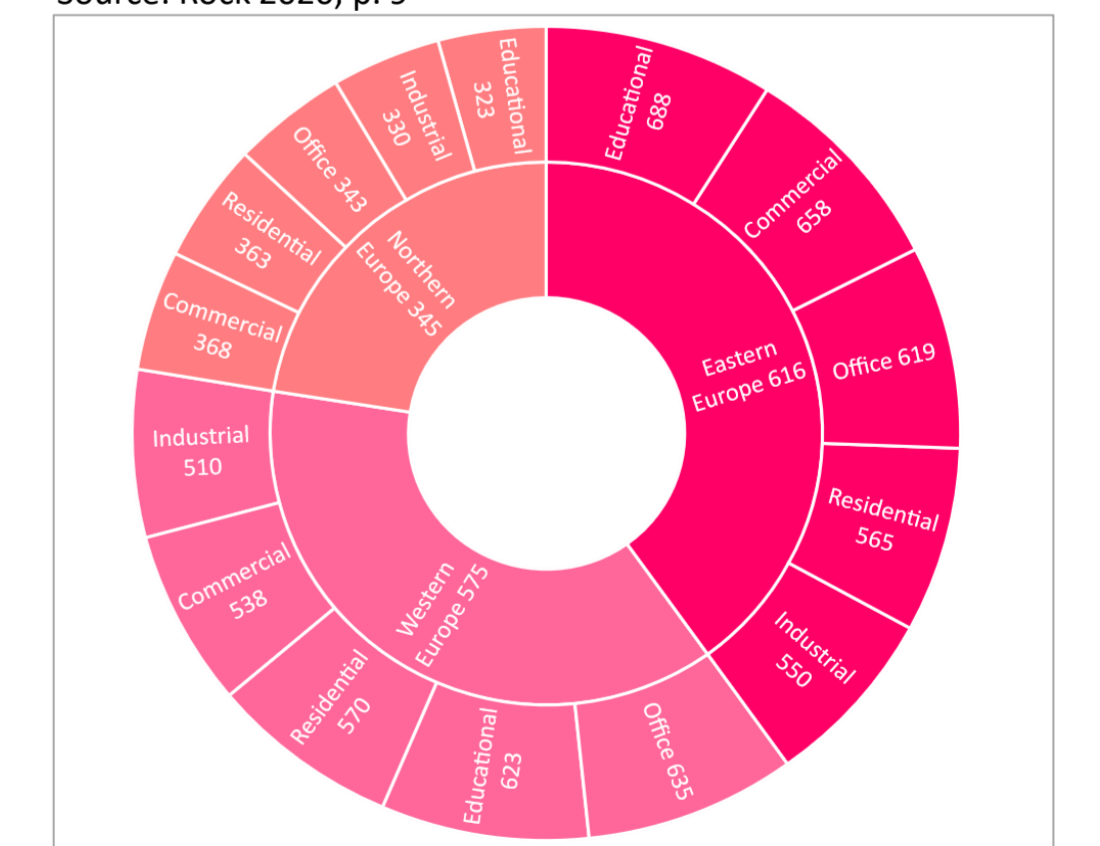 Educational
688
Commercial
658
Office 619
Residential
565
Industrial
550
Office 635
Educational
623
Residential
570
Commercial
538
Industrial
510
Commercial
368
Residential
363
Office 343
Industrial
330
Educational
323
Eastern
Europe 616
Western
Europe 575
Northern
Europe 345